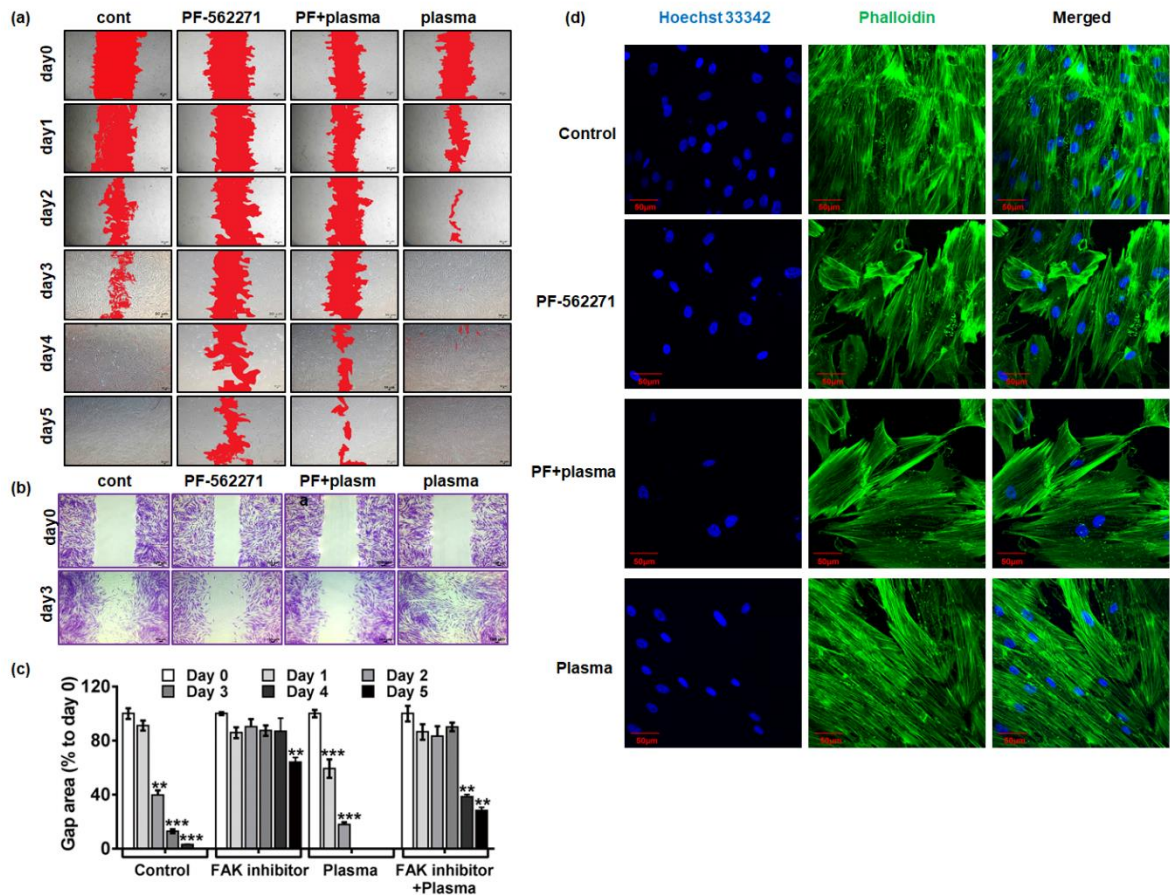 (a)
cont PF-562271 PF+plasma plasma
day0
day1
day2
day3
day4
day5
(b)
cont PF-562271 PF+plasm
a
plasma
day0
day3
(c)
Day 0 Day 1 Day 2
Day 3 Day 4 Day 5
Gap area (% to day 0)
120
80
40
0
** *** *** ** *** *** ** **
Control FAK inhibitor Plasma FAK inhibitor
+Plasma
(d)
Hoechst 33342 Phalloidin Merged
Control
50μm 50μm 50μm
PF-562271
50μm 50μm 50μm
PF+plasma
50μm 50μm 50μm
Plasma
50μm 50μm 50μm